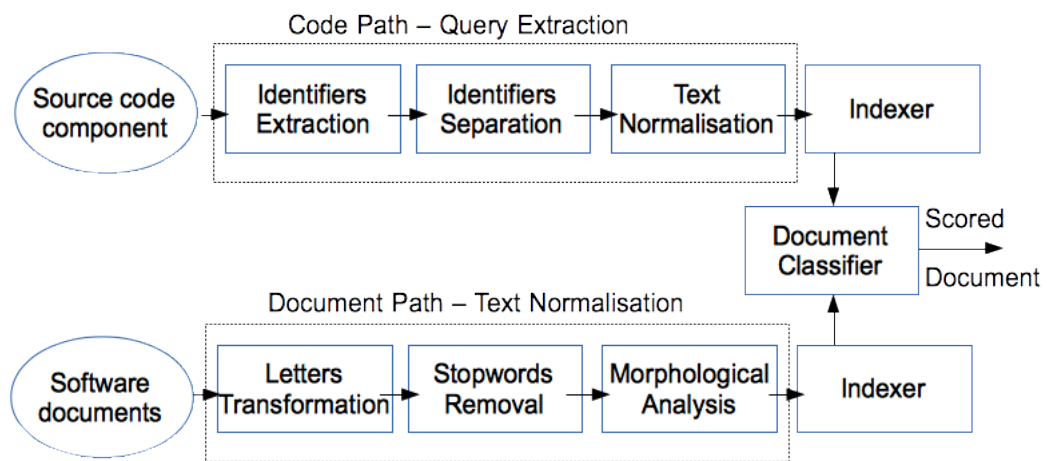 Code Path – Query Extraction
Source code
component
Identifiers
Extraction
Identifiers
Separation
Text
Normalisation
Indexer
Document
Classifier
Scored
Document
Document Path – Text Normalisation
Software
documents
Letters
Transformation
Stopwords
Removal
Morphological
Analysis
Indexer